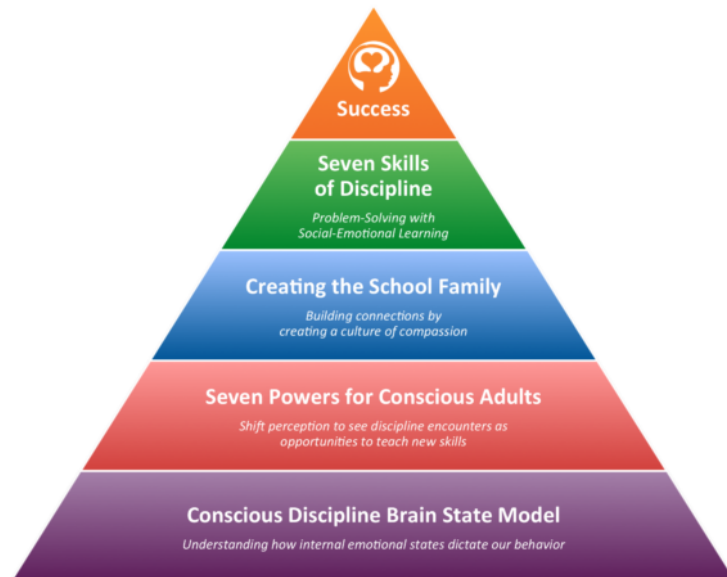 Success
Seven Skills
of Discipline
Problem-Solving with
Social-Emotional Learning
Creating the School Family
Building connections by
creating a culture of compassion
Seven Powers for Conscious Adults
Shift perception to see discipline encounters as
opportunities to teach new skills
Conscious Discipline Brain State Model
Understanding how internal emotional states dictate our behavior